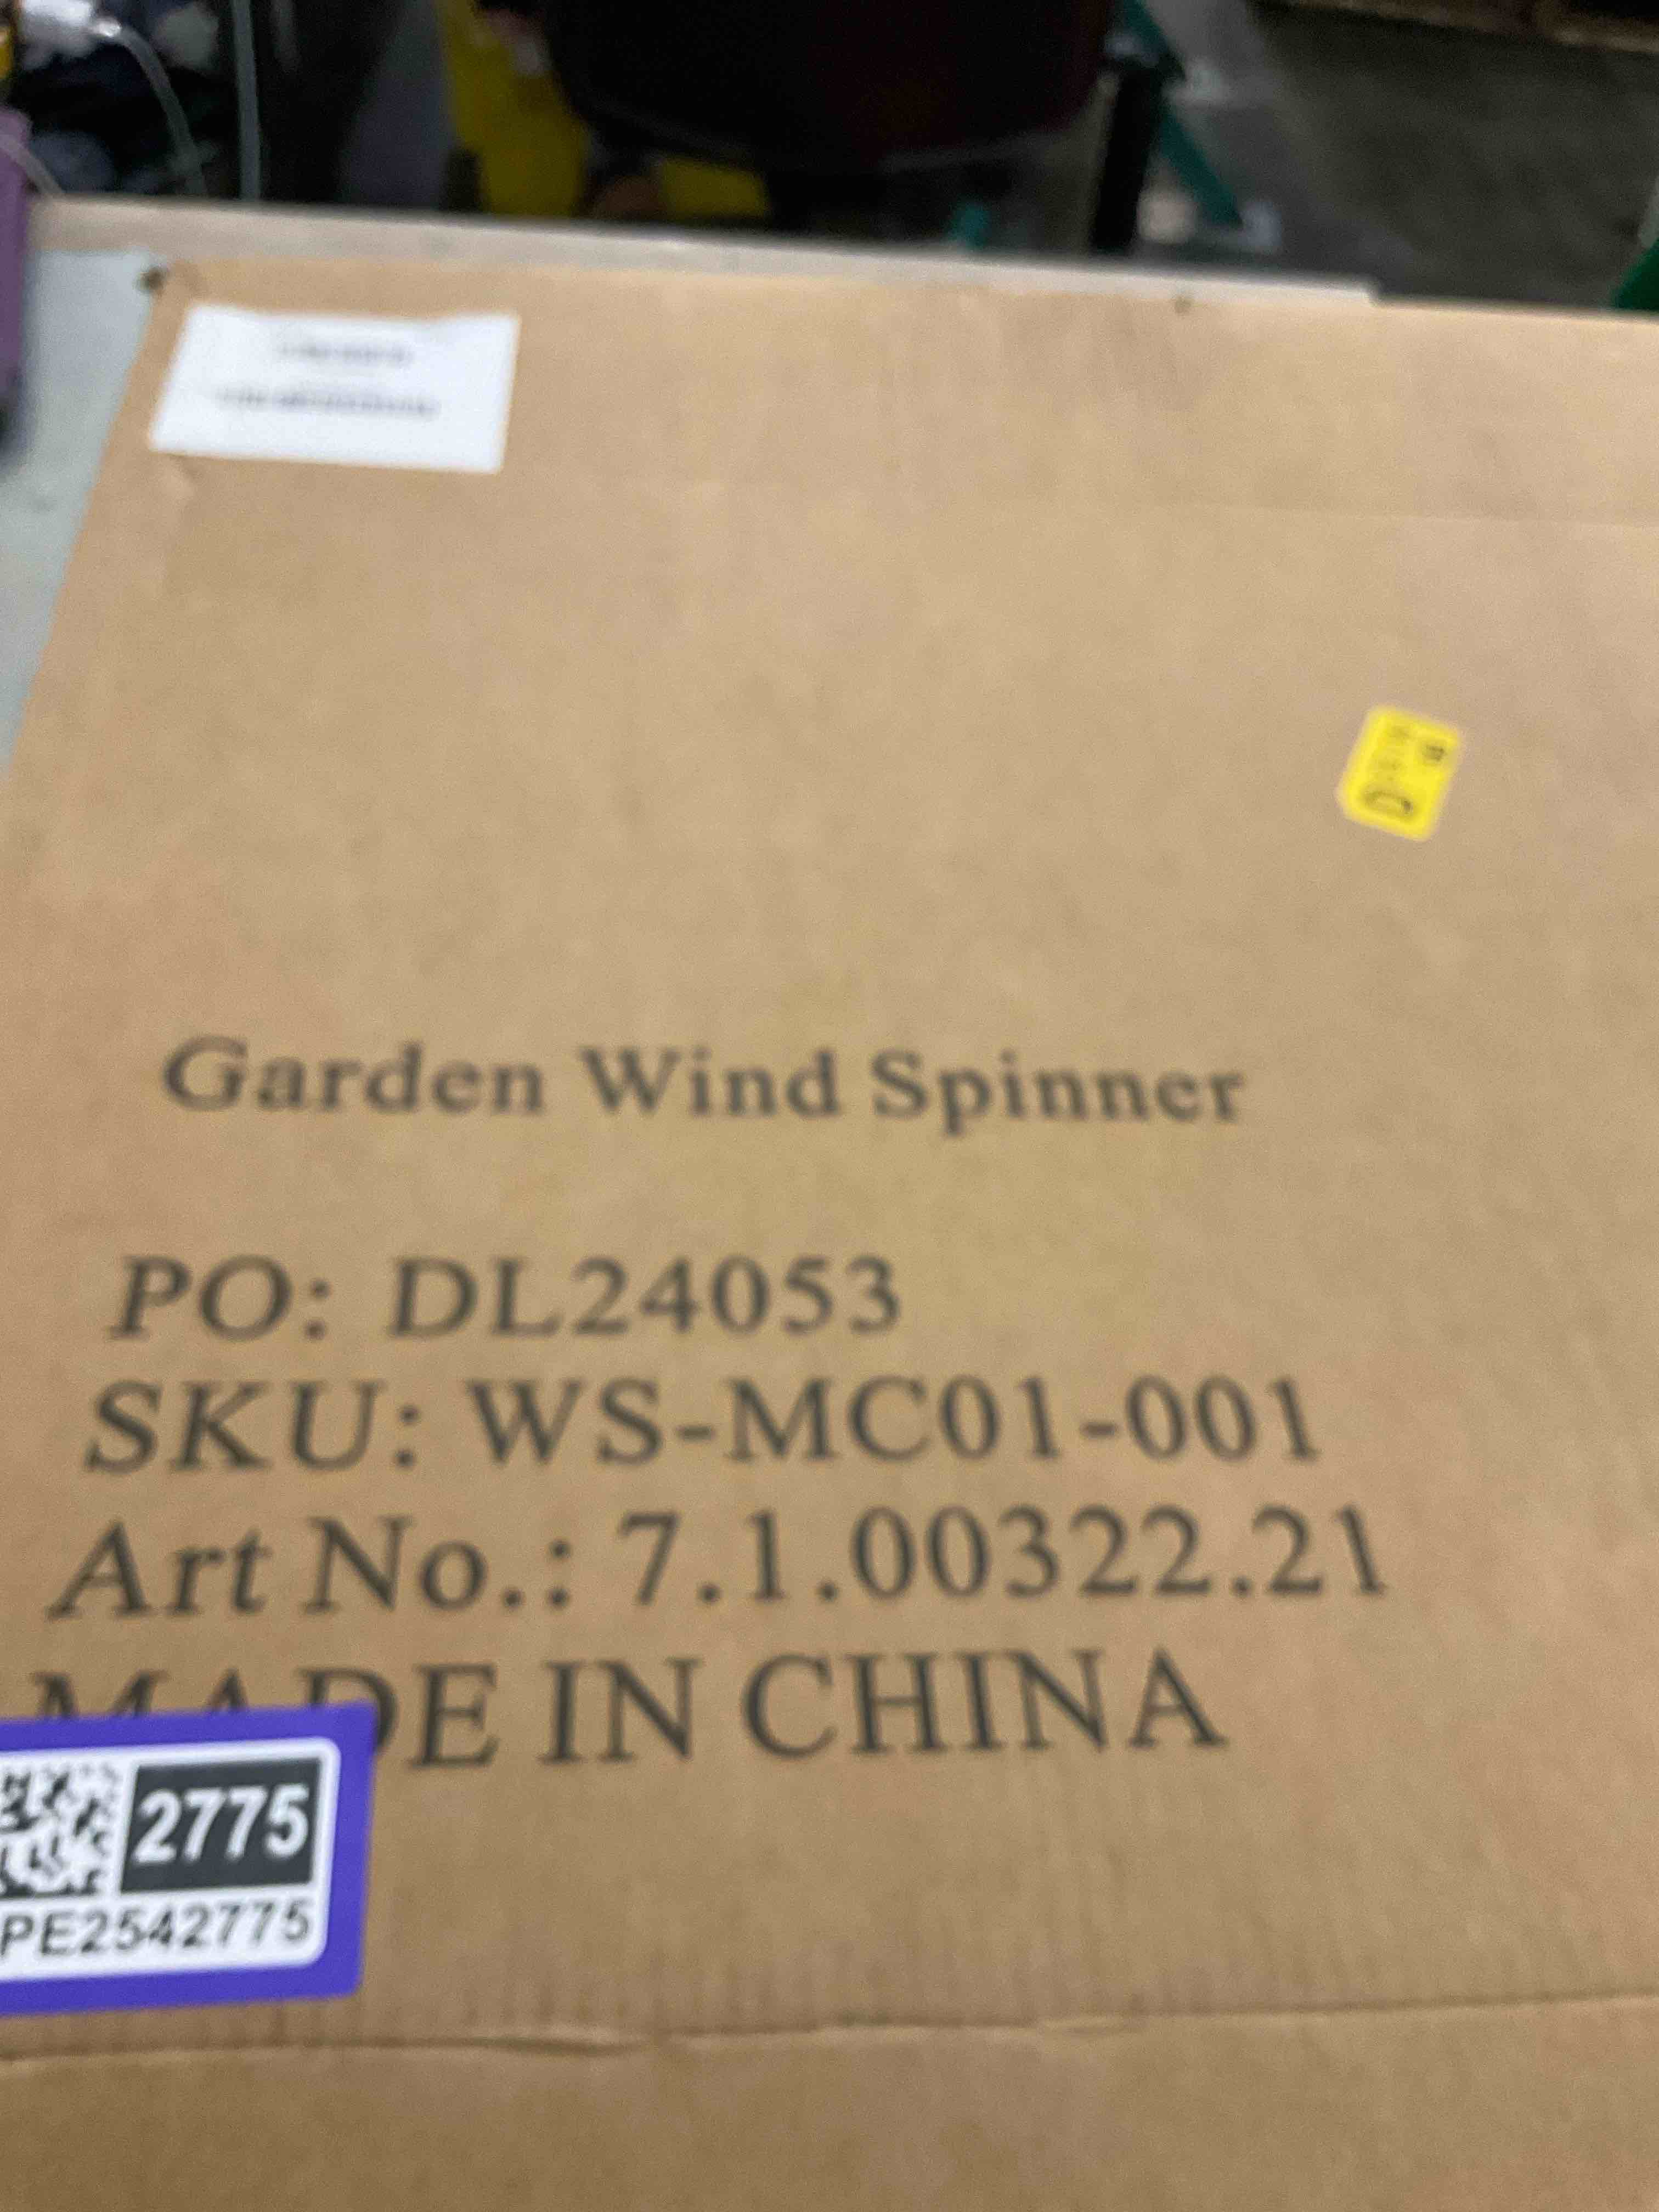 Garden Wind Spinner
PO: DL24053
SKU: WS-MC01-001
Art No.: 7.1.00322.21
MADE IN CHINA
2775
PE2542775